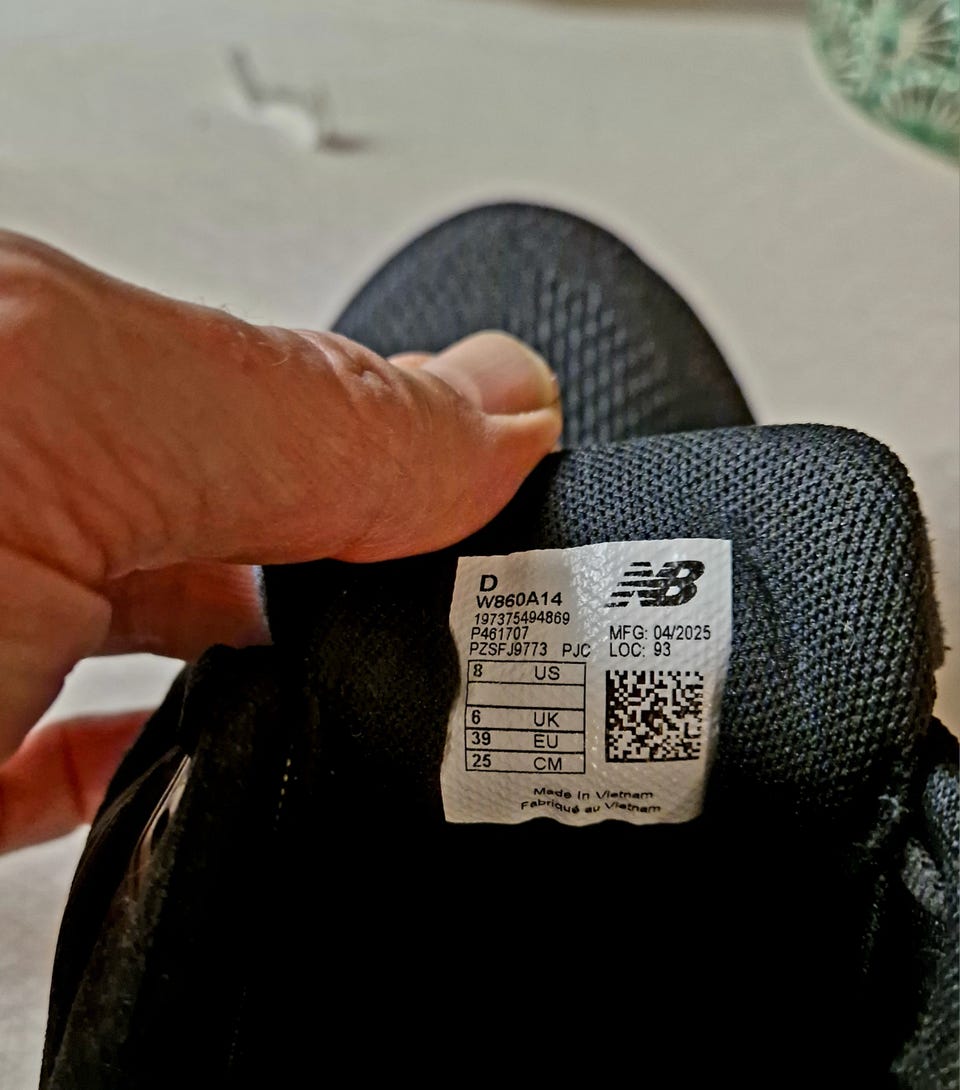 D
W860A14
197375494869
P461707
PZSFJ9773 PJC
NB
MFG: 04/2025
LOC: 93
8 US
6 UK
39 EU
25 CM
Made in Vietnam
Fabriqué au Vietnam